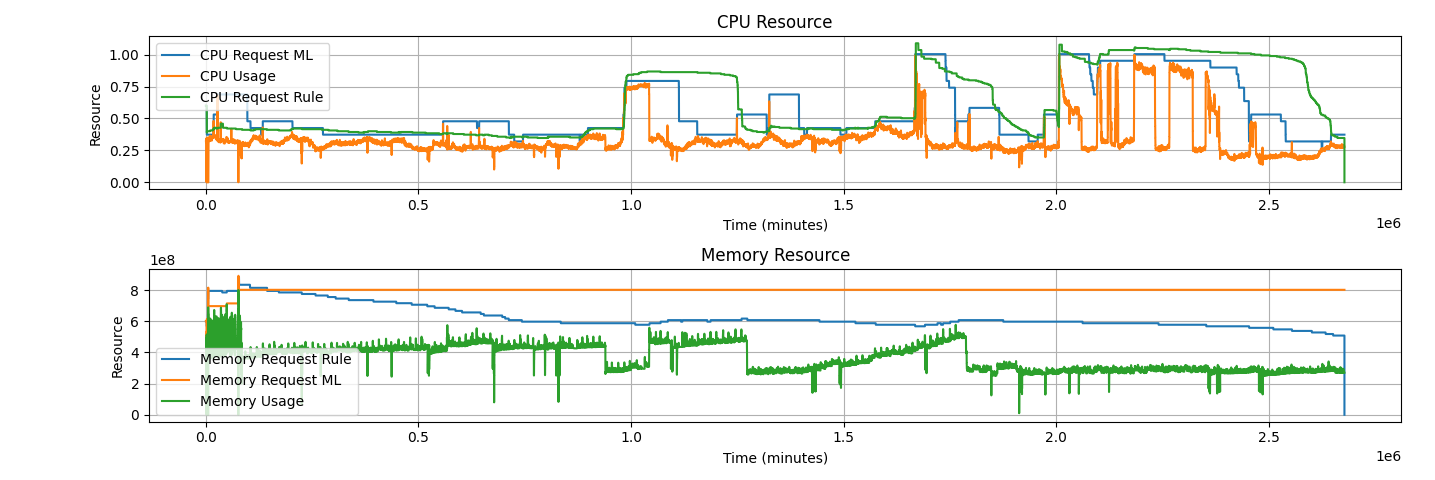 CPU Resource
1.00
0.75
0.50
0.25
0.00
Resource
CPU Request ML
CPU Usage
CPU Request Rule
0.0 0.5 1.0 1.5 2.0 2.5
Time (minutes)
1e6
Memory Resource
1e8
8
6
4
2
0
Resource
Memory Request Rule
Memory Request ML
Memory Usage
0.0 0.5 1.0 1.5 2.0 2.5
Time (minutes)
1e6